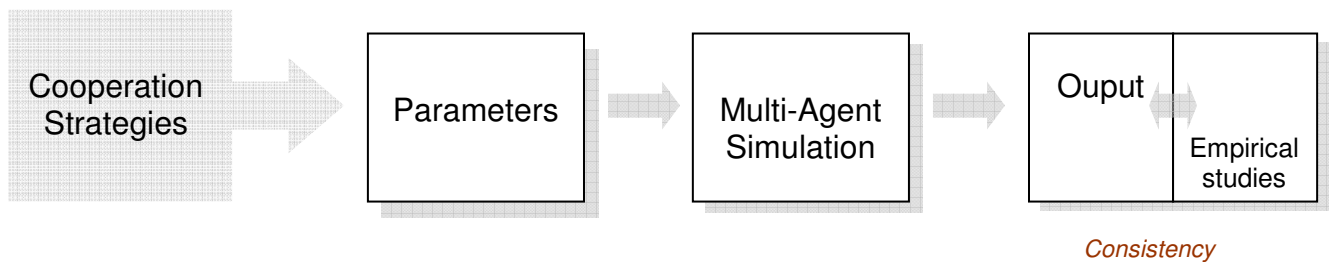 Cooperation
Strategies
Parameters
Multi-Agent
Simulation
Ouput
Empirical
studies
Consistency